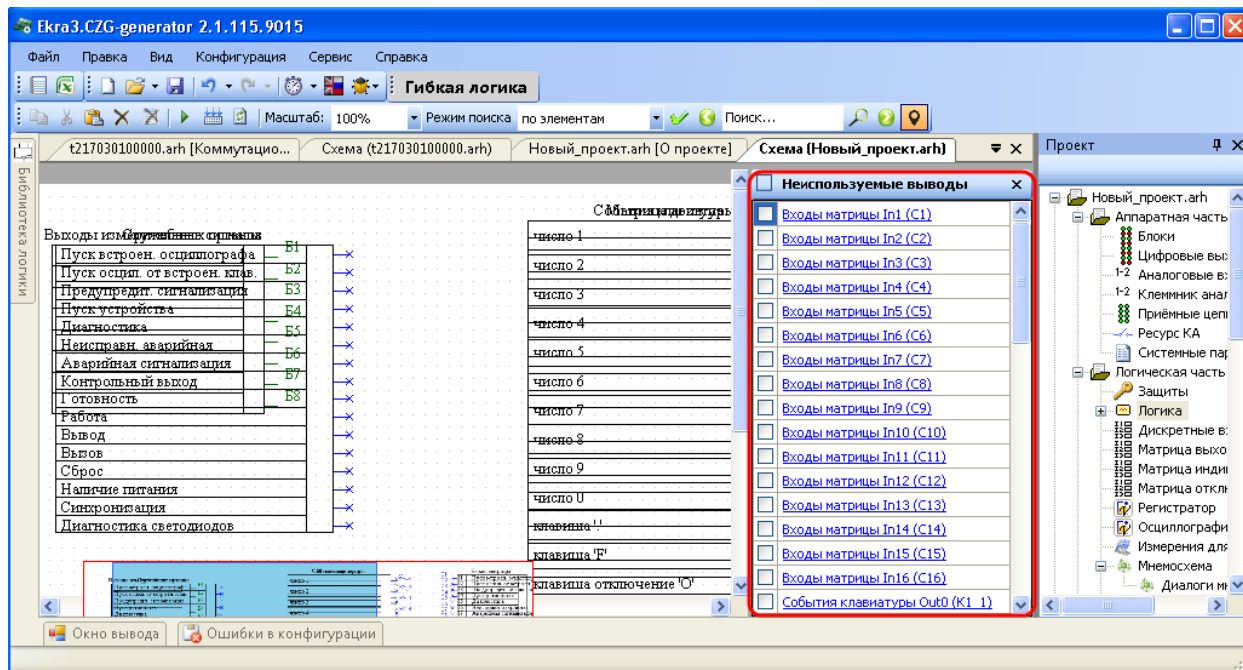 Ekra3.CZG-generator 2.1.115.9015
Файл Правка Вид Конфигурация Сервис Справка
Гибкая логика
Масштаб: 100% Режим поиска по элементам Поиск...
t217030100000.arh [Коммутацио... Схема (t217030100000.arh) Новый_проект.arh [О проекте] Схема (Новый_проект.arh)
Библиотека логики
Пуск встроен. осциллографа Б1
Пуск осцил. от встроен. клав. Б2
Предупредит. сигнализация Б3
Пуск устройства Б4
Диагностика Б5
Неисправн. аварийная Б6
Аварийная сигнализация Б7
Контрольный выход Б8
Готовность
Работа
Вывод
Вызов
Сброс
Наличие питания
Синхронизация
Диагностика светодиодов
число 1
число 2
число 3
число 4
число 5
число 6
число 7
число 8
число 9
число 0
клавиша '.'
клавиша 'F'
клавиша отключение 'O'
Неиспользуемые выводы
Входы матрицы In1 (C1)
Входы матрицы In2 (C2)
Входы матрицы In3 (C3)
Входы матрицы In4 (C4)
Входы матрицы In5 (C5)
Входы матрицы In6 (C6)
Входы матрицы In7 (C7)
Входы матрицы In8 (C8)
Входы матрицы In9 (C9)
Входы матрицы In10 (C10)
Входы матрицы In11 (C11)
Входы матрицы In12 (C12)
Входы матрицы In13 (C13)
Входы матрицы In14 (C14)
Входы матрицы In15 (C15)
Входы матрицы In16 (C16)
События клавиатуры Out0 (K1_1)
Проект
Новый_проект.arh
Аппаратная часть
Блоки
Цифровые вы
1-2 Аналоговые в
1-2 Клеммник анал
Приёмные цеп
Ресурс КА
Системные пар
Логическая часть
Защиты
Логика
Дискретные в
Матрица выхо
Матрица инди
Матрица откл
Регистратор
Осциллографи
Измерения для
Мнемосхема
Диалоги мн
Окно вывода Ошибки в конфигурации